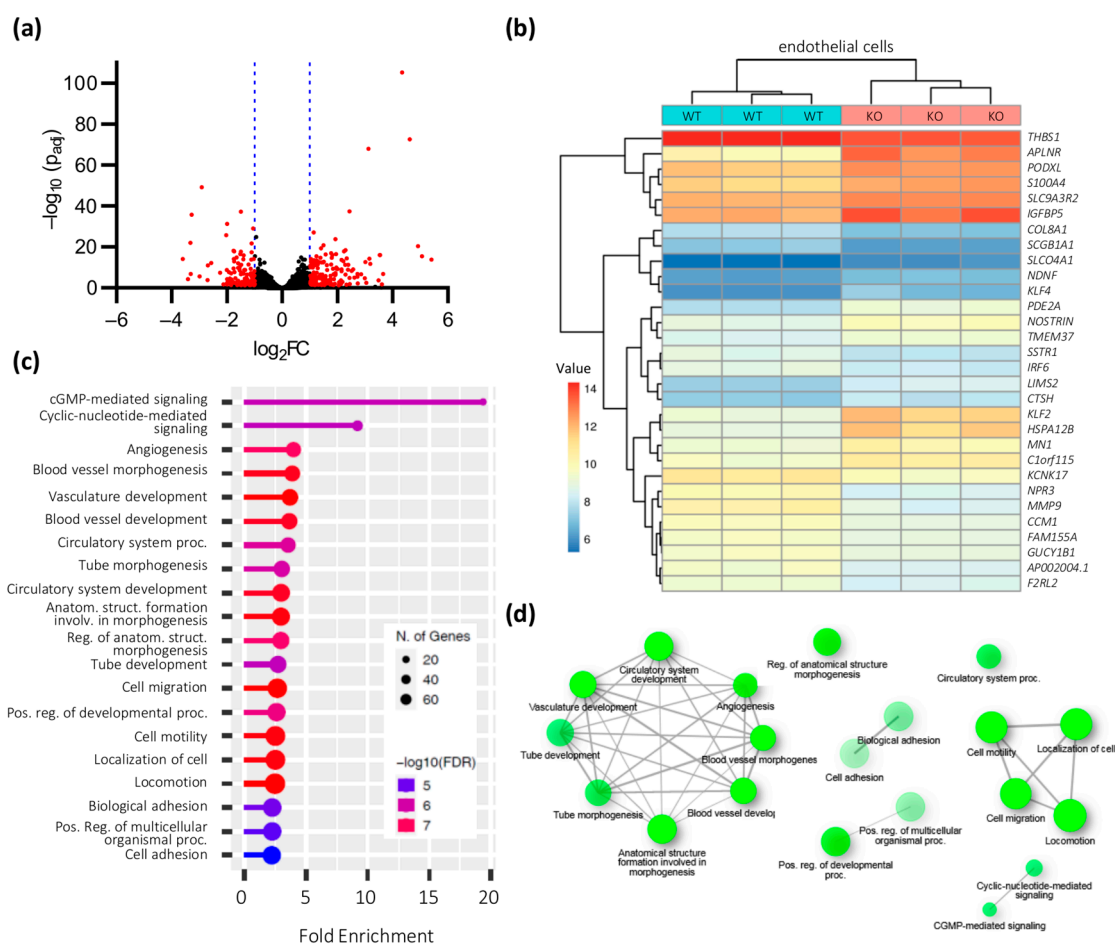 (a)
100
80
60
40
20
0
−log10 (padj)
−6
−4
−2
0
2
4
6
log2FC
(b)
endothelial cells
WT
WT
WT
KO
KO
KO
THBS1
APLNR
PODXL
S100A4
SLC9A3R2
IGFBP5
COL8A1
SCGB1A1
SLCO4A1
NDNF
KLF4
PDE2A
NOSTRIN
TMEM37
SSTR1
IRF6
LIMS2
CTSH
KLF2
HSPA12B
MN1
C1orf115
KCNK17
NPR3
MMP9
CCM1
FAM155A
GUCY1B1
AP002004.1
F2RL2
Value
14
12
10
8
6
(c)
cGMP-mediated signaling
Cyclic-nucleotide-mediated
signaling
Angiogenesis
Blood vessel morphogenesis
Vasculature development
Blood vessel development
Circulatory system proc.
Tube morphogenesis
Circulatory system development
Anatom. struct. formation
involv. in morphogenesis
Reg. of anatom. struct.
morphogenesis
Tube development
Cell migration
Pos. reg. of developmental proc.
Cell motility
Localization of cell
Locomotion
Biological adhesion
Pos. Reg. of multicellular
organismal proc.
Cell adhesion
0
5
10
15
20
Fold Enrichment
N. of Genes
20
40
60
−log10(FDR)
5
6
7
(d)
Circulatory system
development
Vasculature development
Angiogenesis
Tube development
Blood vessel morphogenes
Tube morphogenesis
Blood vessel develop
Anatomical structure
formation involved in
morphogenesis
Reg. of anatomical structure
morphogenesis
Circulatory system proc.
Biological adhesion
Cell adhesion
Cell motility
Localization of cell
Cell migration
Locomotion
Pos. reg. of multicellular
organismal proc.
Pos. reg. of developmental
proc.
Cyclic-nucleotide-mediated
signaling
CGMP-mediated signaling